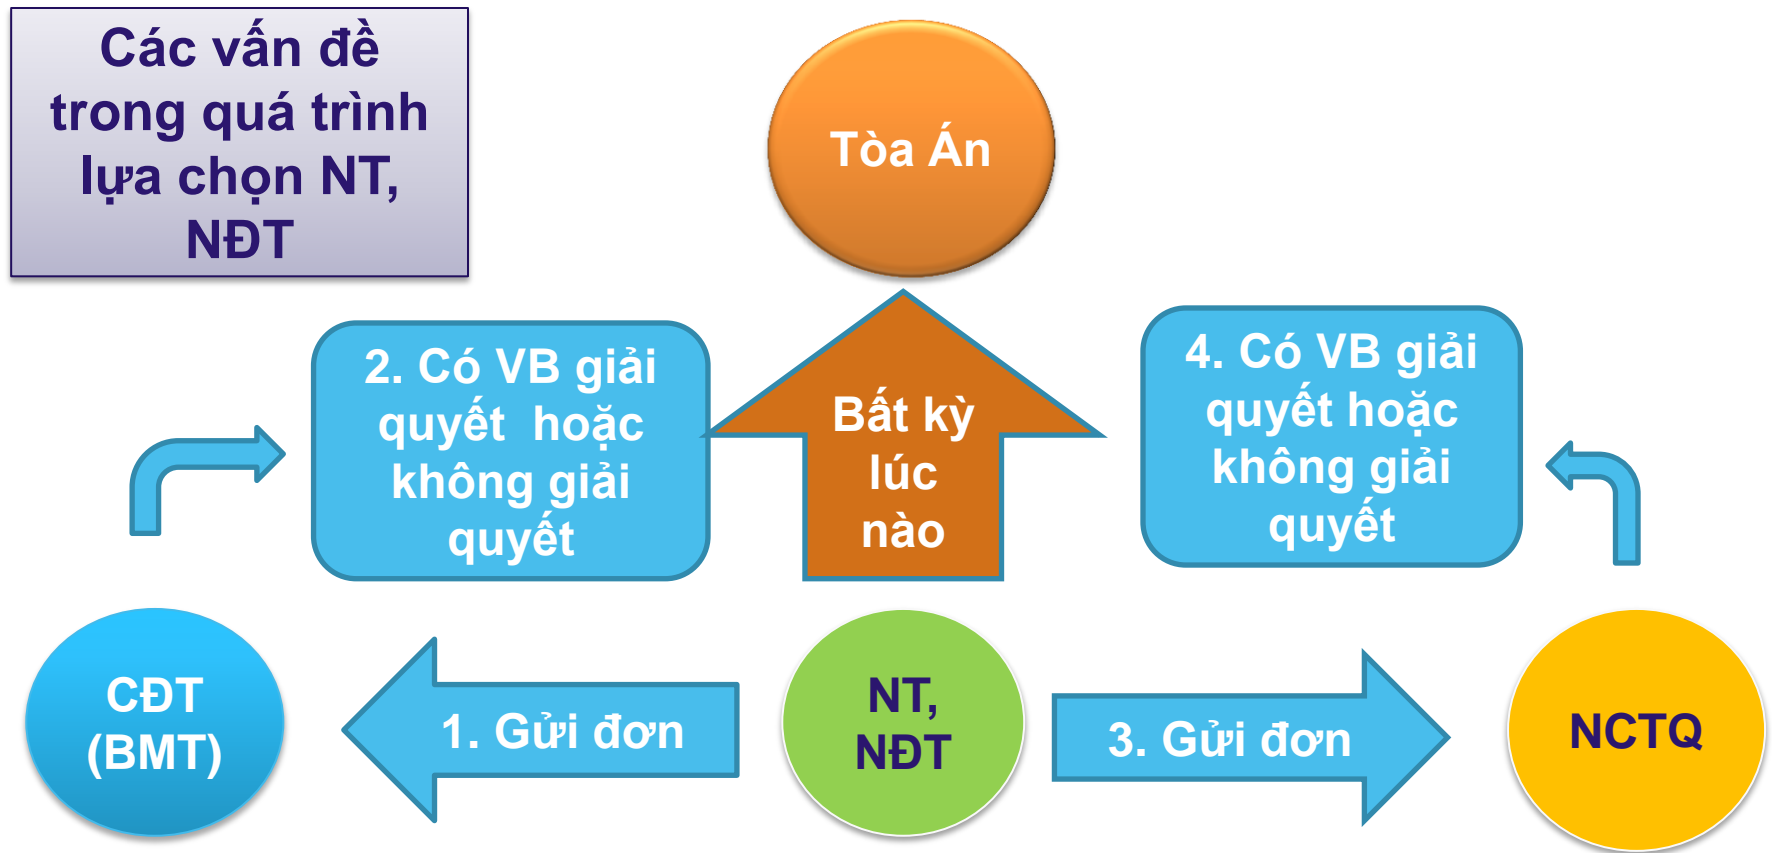 Các vấn đề
trong quá trình
lựa chọn NT,
NĐT
Tòa Án
2. Có VB giải
quyết hoặc
không giải
quyết
Bất kỳ
lúc
nào
4. Có VB giải
quyết hoặc
không giải
quyết
CĐT
(BMT)
1. Gửi đơn
NT,
NĐT
3. Gửi đơn
NCTQ